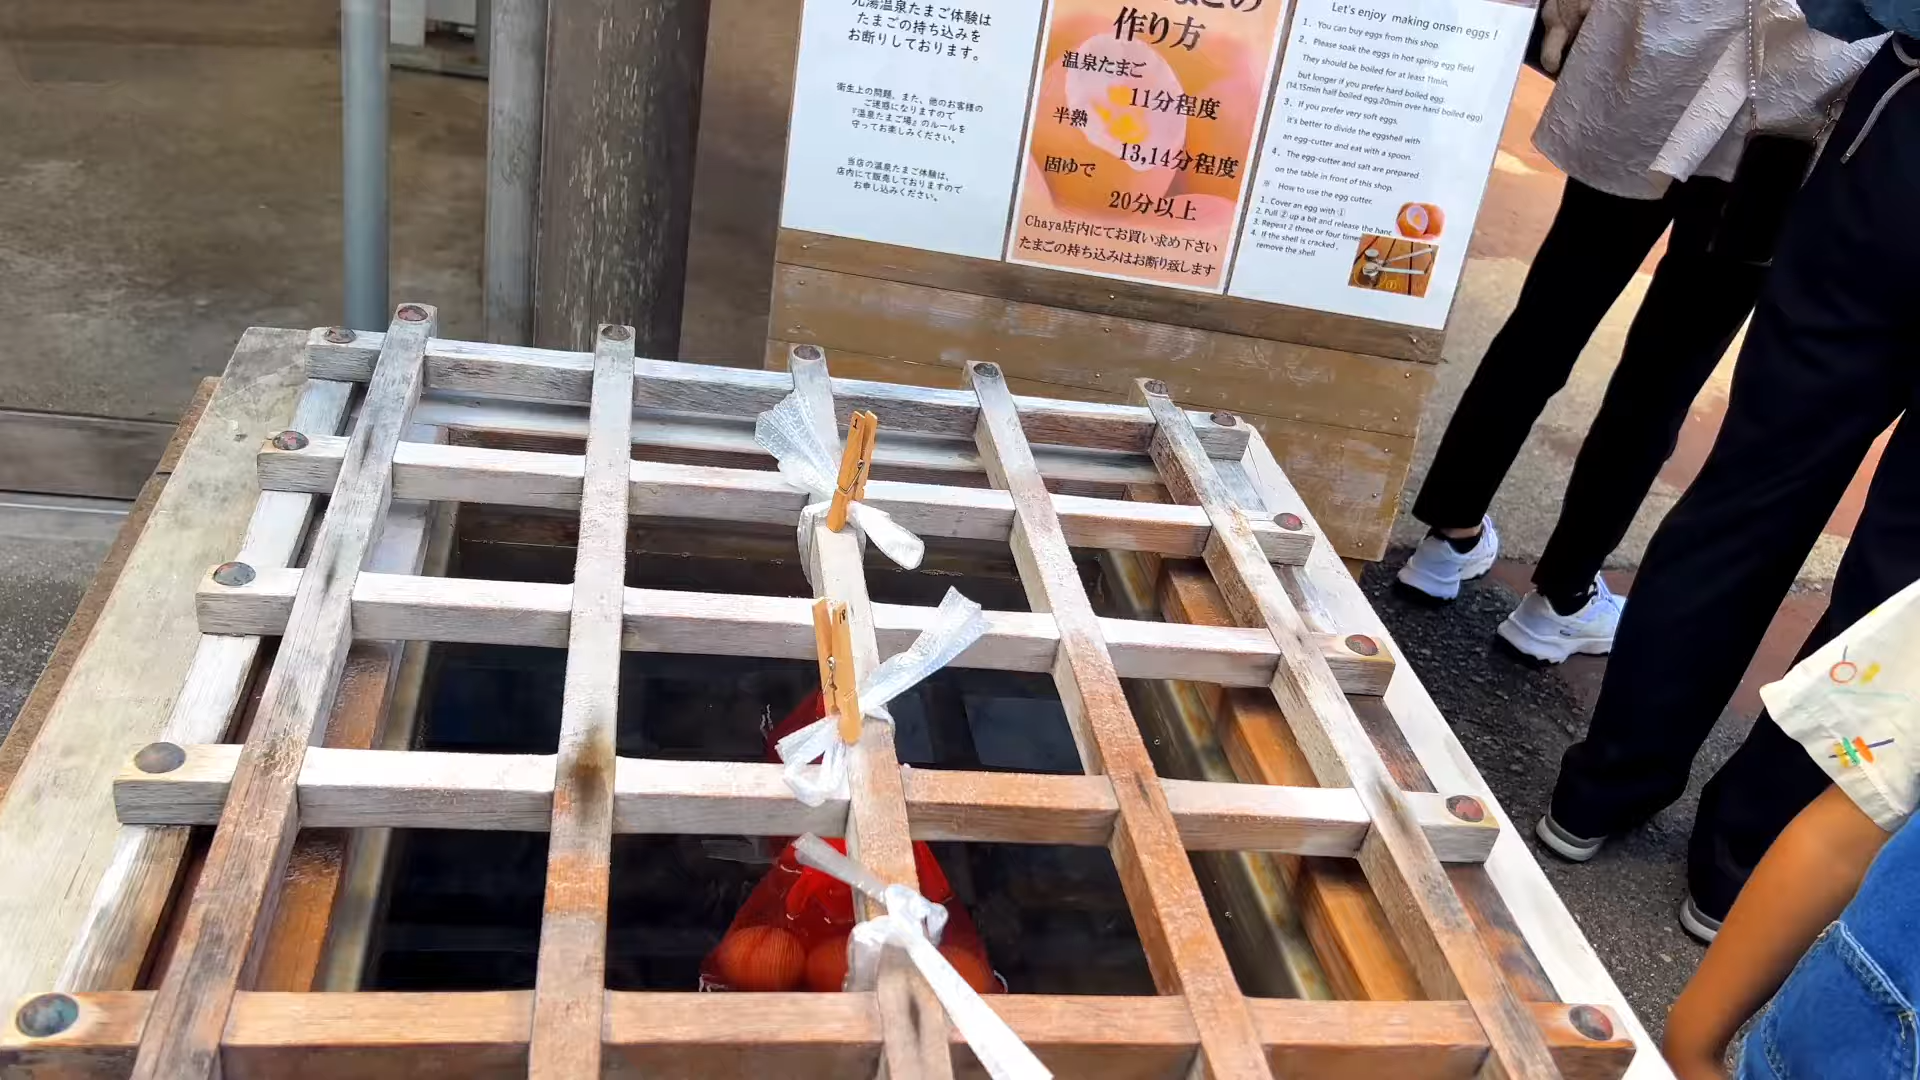 元湯温泉たまご体験は
たまごの持ち込みを
お断りしております。
衛生上の問題、また、他のお客様の
ご迷惑になりますので
『温泉たまご場』のルールを
守ってお楽しみください。
当店の温泉たまご体験は、
店内にて販売しておりますので
お申し込みください。
作り方
温泉たまご
11分程度
半熟
13,14分程度
固ゆで
20分以上
Chaya店内にてお買い求め下さい
たまごの持ち込みはお断り致します
Let's enjoy making onsen eggs !
1、You can buy eggs from this shop.
2、Please soak the eggs in hot spring egg field
They should be boiled for at least 11min,
but longer if you prefer hard boiled egg.
(14,15min half boiled egg,20min over hard boiled egg)
3、If you prefer very soft eggs,
it's better to divide the eggshell with
an egg-cutter and eat with a spoon.
4、The egg-cutter and salt are prepared
on the table in front of this shop.
※ How to use the egg cutter.
1. Cover an egg with ①
2. Pull ② up a bit and release the hand
3. Repeat 2 three or four time
4. If the shell is cracked ,
remove the shell